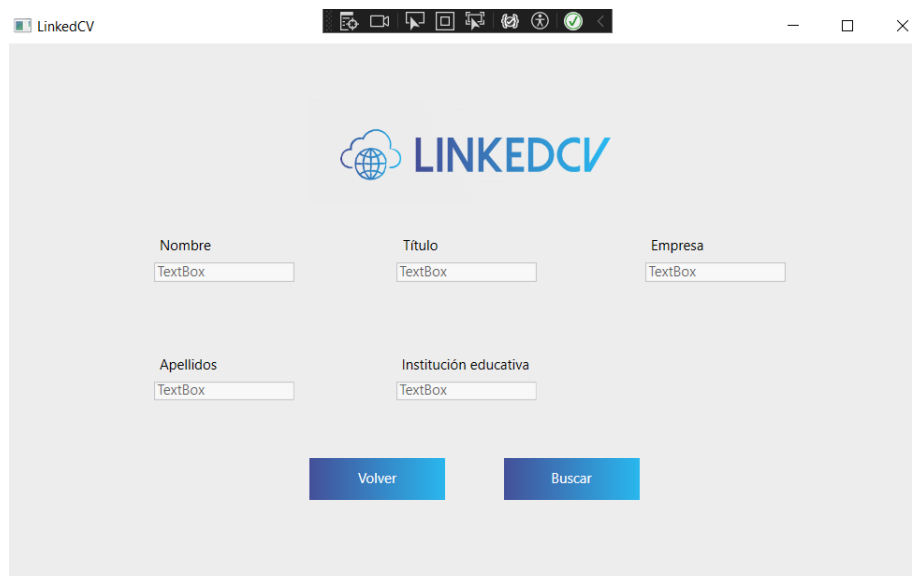 LinkedCV
LINKEDCV
Nombre
Título
Empresa
TextBox
TextBox
TextBox
Apellidos
Institución educativa
TextBox
TextBox
Volver
Buscar